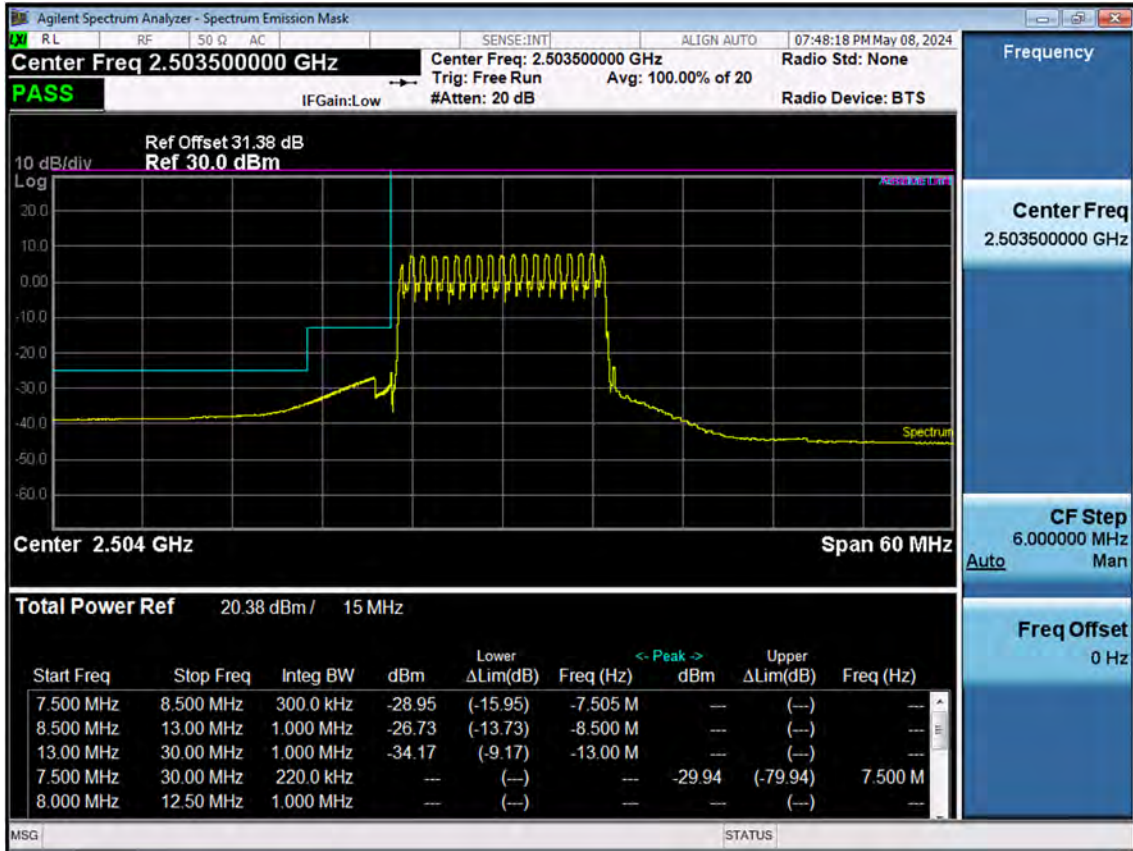 Agilent Spectrum Analyzer - Spectrum Emission Mask
LXI RL RF 50 Ω AC SENSE:INT ALIGN AUTO 07:48:18 PM May 08, 2024
Center Freq 2.503500000 GHz
PASS
IFGain:Low
Center Freq: 2.503500000 GHz
Trig: Free Run Avg: 100.00% of 20
#Atten: 20 dB
Radio Std: None
Radio Device: BTS
Ref Offset 31.38 dB
10 dB/div Ref 30.0 dBm
Log
Absolute Limit
20.0
10.0
0.00
-10.0
-20.0
-30.0
-40.0
Spectrum
-50.0
-60.0
Center 2.504 GHz Span 60 MHz
Total Power Ref 20.38 dBm / 15 MHz
Lower <- Peak -> Upper
Start Freq Stop Freq Integ BW dBm ΔLim(dB) Freq (Hz) dBm ΔLim(dB) Freq (Hz)
7.500 MHz 8.500 MHz 300.0 kHz -28.95 (-15.95) -7.505 M --- (---) ---
8.500 MHz 13.00 MHz 1.000 MHz -26.73 (-13.73) -8.500 M --- (---) ---
13.00 MHz 30.00 MHz 1.000 MHz -34.17 (-9.17) -13.00 M --- (---) ---
7.500 MHz 30.00 MHz 220.0 kHz --- (---) --- -29.94 (-79.94) 7.500 M
8.000 MHz 12.50 MHz 1.000 MHz --- (---) --- --- (---) ---
MSG STATUS
Frequency
Center Freq
2.503500000 GHz
CF Step
6.000000 MHz
Auto Man
Freq Offset
0 Hz